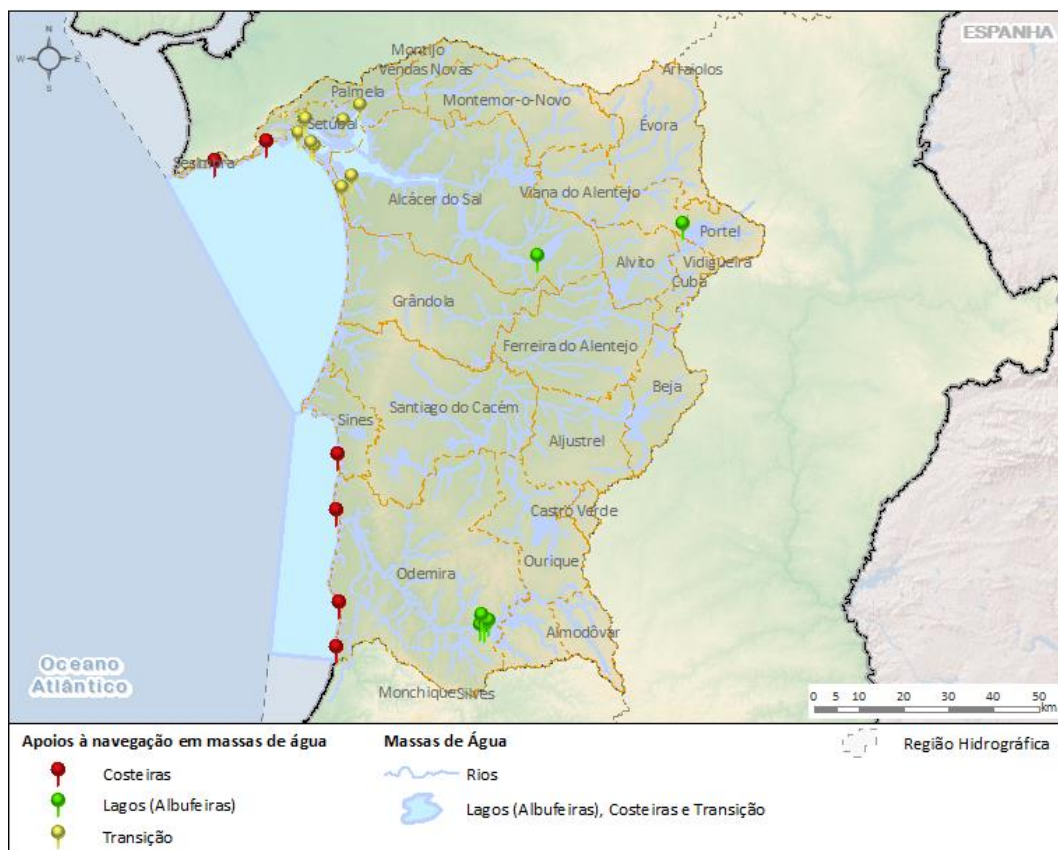 N
W
E
S
ESPANHA
Montijo
Vendas Novas
Arraiolos
Palmela
Montemor-o-Novo
Setúbal
Évora
Sesimbra
Viana do Alentejo
Alcácer do Sal
Portel
Alvito
Vidigueira
Cuba
Grândola
Ferreira do Alentejo
Beja
Santiago do Cacém
Sines
Aljustrel
Castro Verde
Ourique
Odemira
Almodôvar
Oceano
Atlântico
Monchique
Silves
0 5 10 20 30 40 50
km
Apoios à navegação em massas de água
Costeiras
Lagos (Albufeiras)
Transição
Massas de Água
Rios
Lagos (Albufeiras), Costeiras e Transição
Região Hidrográfica